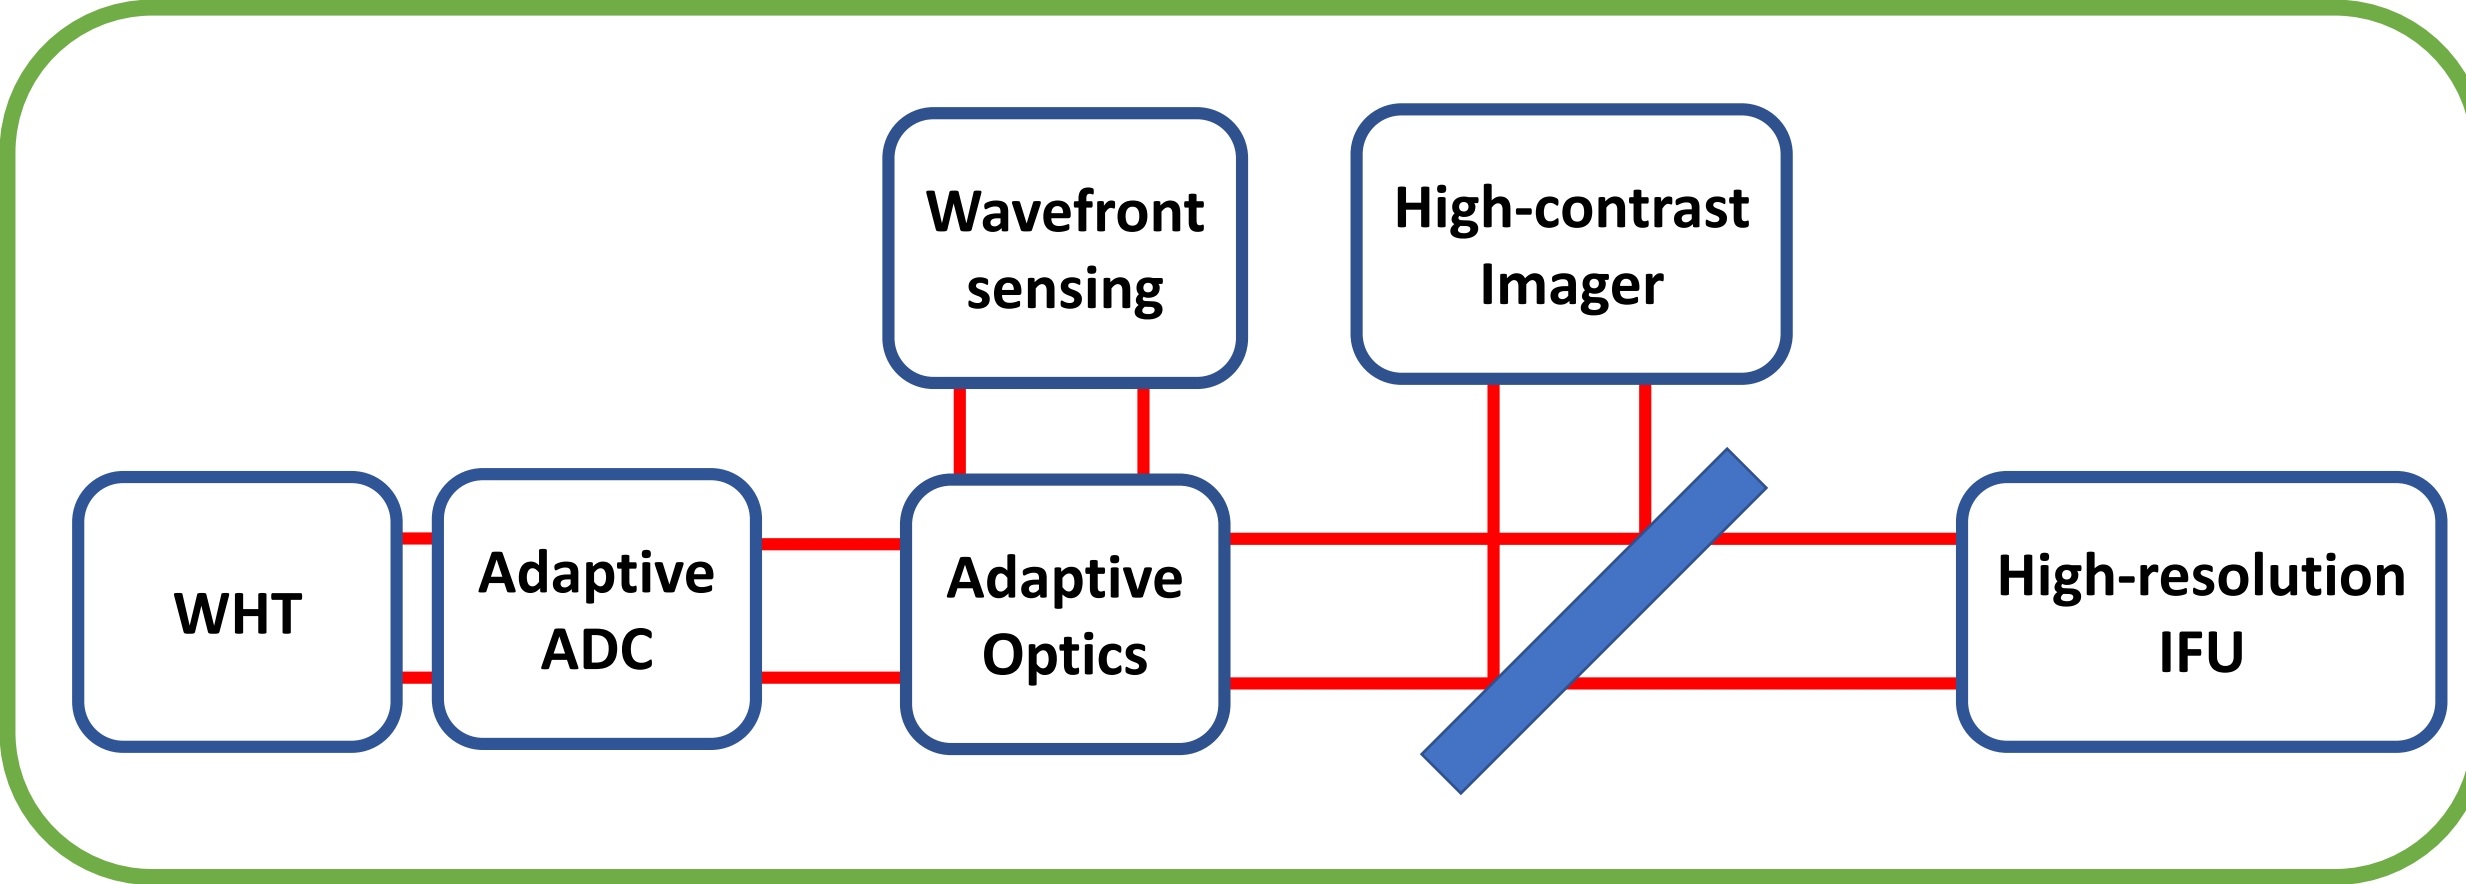 Wavefront
sensing
High-contrast
Imager
WHT
Adaptive
ADC
Adaptive
Optics
High-resolution
IFU